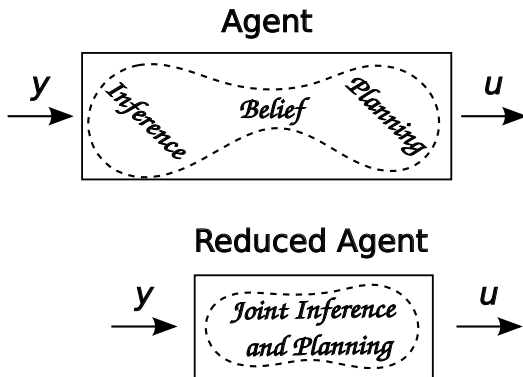 Agent
y
Inference
Belief
Planning
u
Reduced Agent
y
Joint Inference
and Planning
u